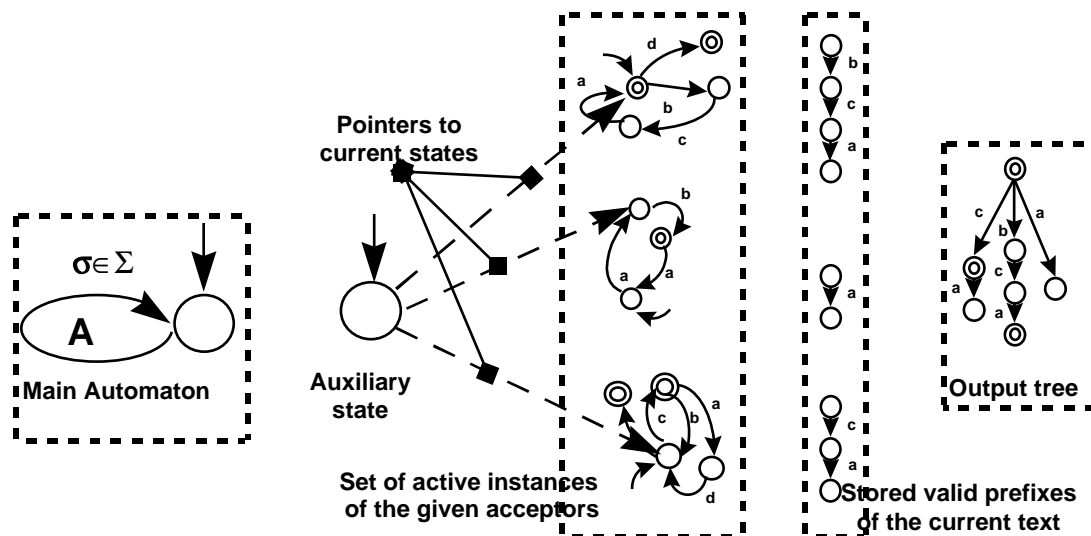 Pointers to
current states
σ∈ Σ
A
Main Automaton
Auxiliary
state
Set of active instances
of the given acceptors
d
a
b
c
b
a
a
a
c
b
d
b
c
a
a
c
a
Stored valid prefixes
of the current text
c
b
a
a
c
a
Output tree